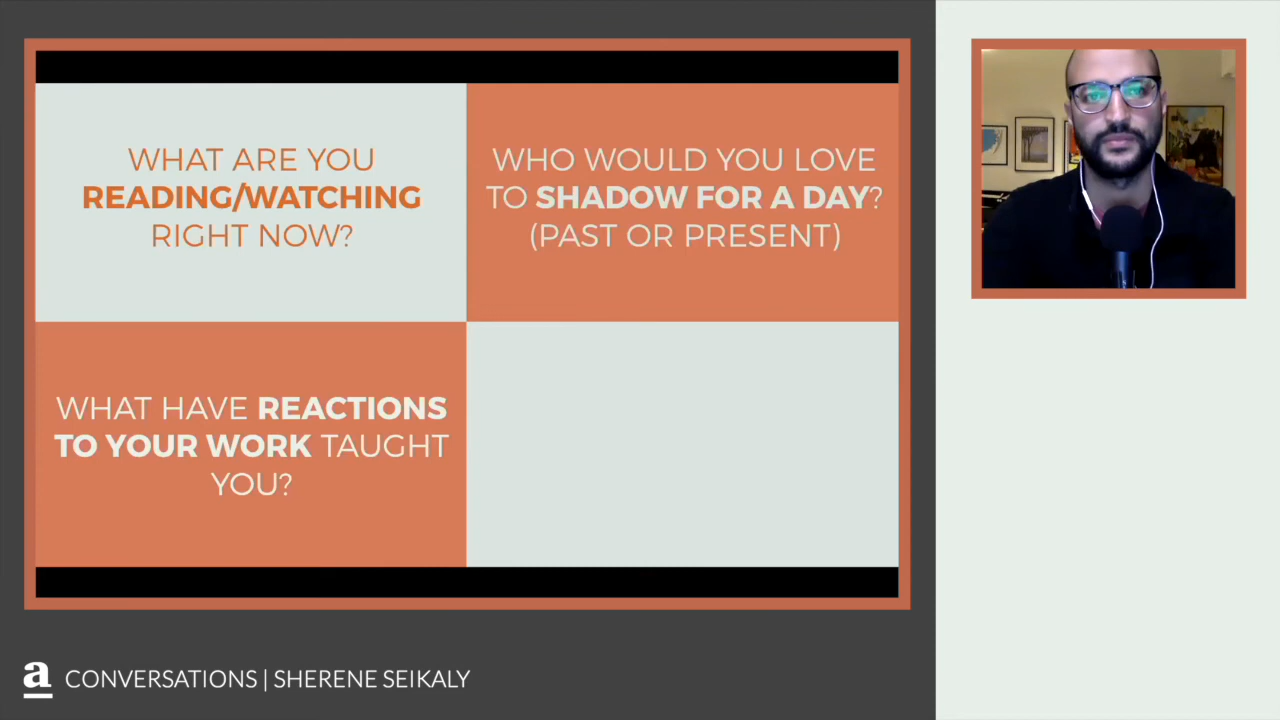 WHAT ARE YOU
READING/WATCHING
RIGHT NOW?
WHO WOULD YOU LOVE
TO SHADOW FOR A DAY?
(PAST OR PRESENT)
WHAT HAVE REACTIONS
TO YOUR WORK TAUGHT
YOU?
a CONVERSATIONS | SHERENE SEIKALY